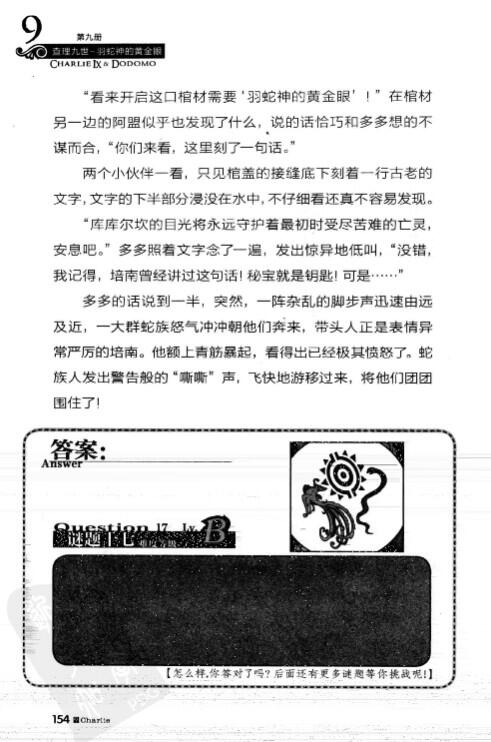 9
第九册
查理九世-羽蛇神的黄金眼
CHARLIE IX & DODOMO
“看来开启这口棺材需要‘羽蛇神的黄金眼’！”在棺材
另一边的阿盟似乎也发现了什么，说的话恰巧和多多想的不
谋而合，“你们来看，这里刻了一句话。”
两个小伙伴一看，只见棺盖的接缝底下刻着一行古老的
文字，文字的下半部分浸没在水中，不仔细看还真不容易发现。
“库库尔坎的目光将永远守护着最初时受尽苦难的亡灵，
安息吧。”多多照着文字念了一遍，发出惊异地低叫，“没错，
我记得，培南曾经讲过这句话！秘宝就是钥匙！可是……”
多多的话说到一半，突然，一阵杂乱的脚步声迅速由远
及近，一大群蛇族怒气冲冲朝他们奔来，带头人正是表情异
常严厉的培南。他额上青筋暴起，看得出已经极其愤怒了。蛇
族人发出警告般的“嘶嘶”声，飞快地游移过来，将他们团团
围住了！
答案：
Answer
Question 17 Lv. B
谜题十七 难度等级
【怎么样，你答对了吗？后面还有更多谜题等你挑战呢！】
154 Charlie